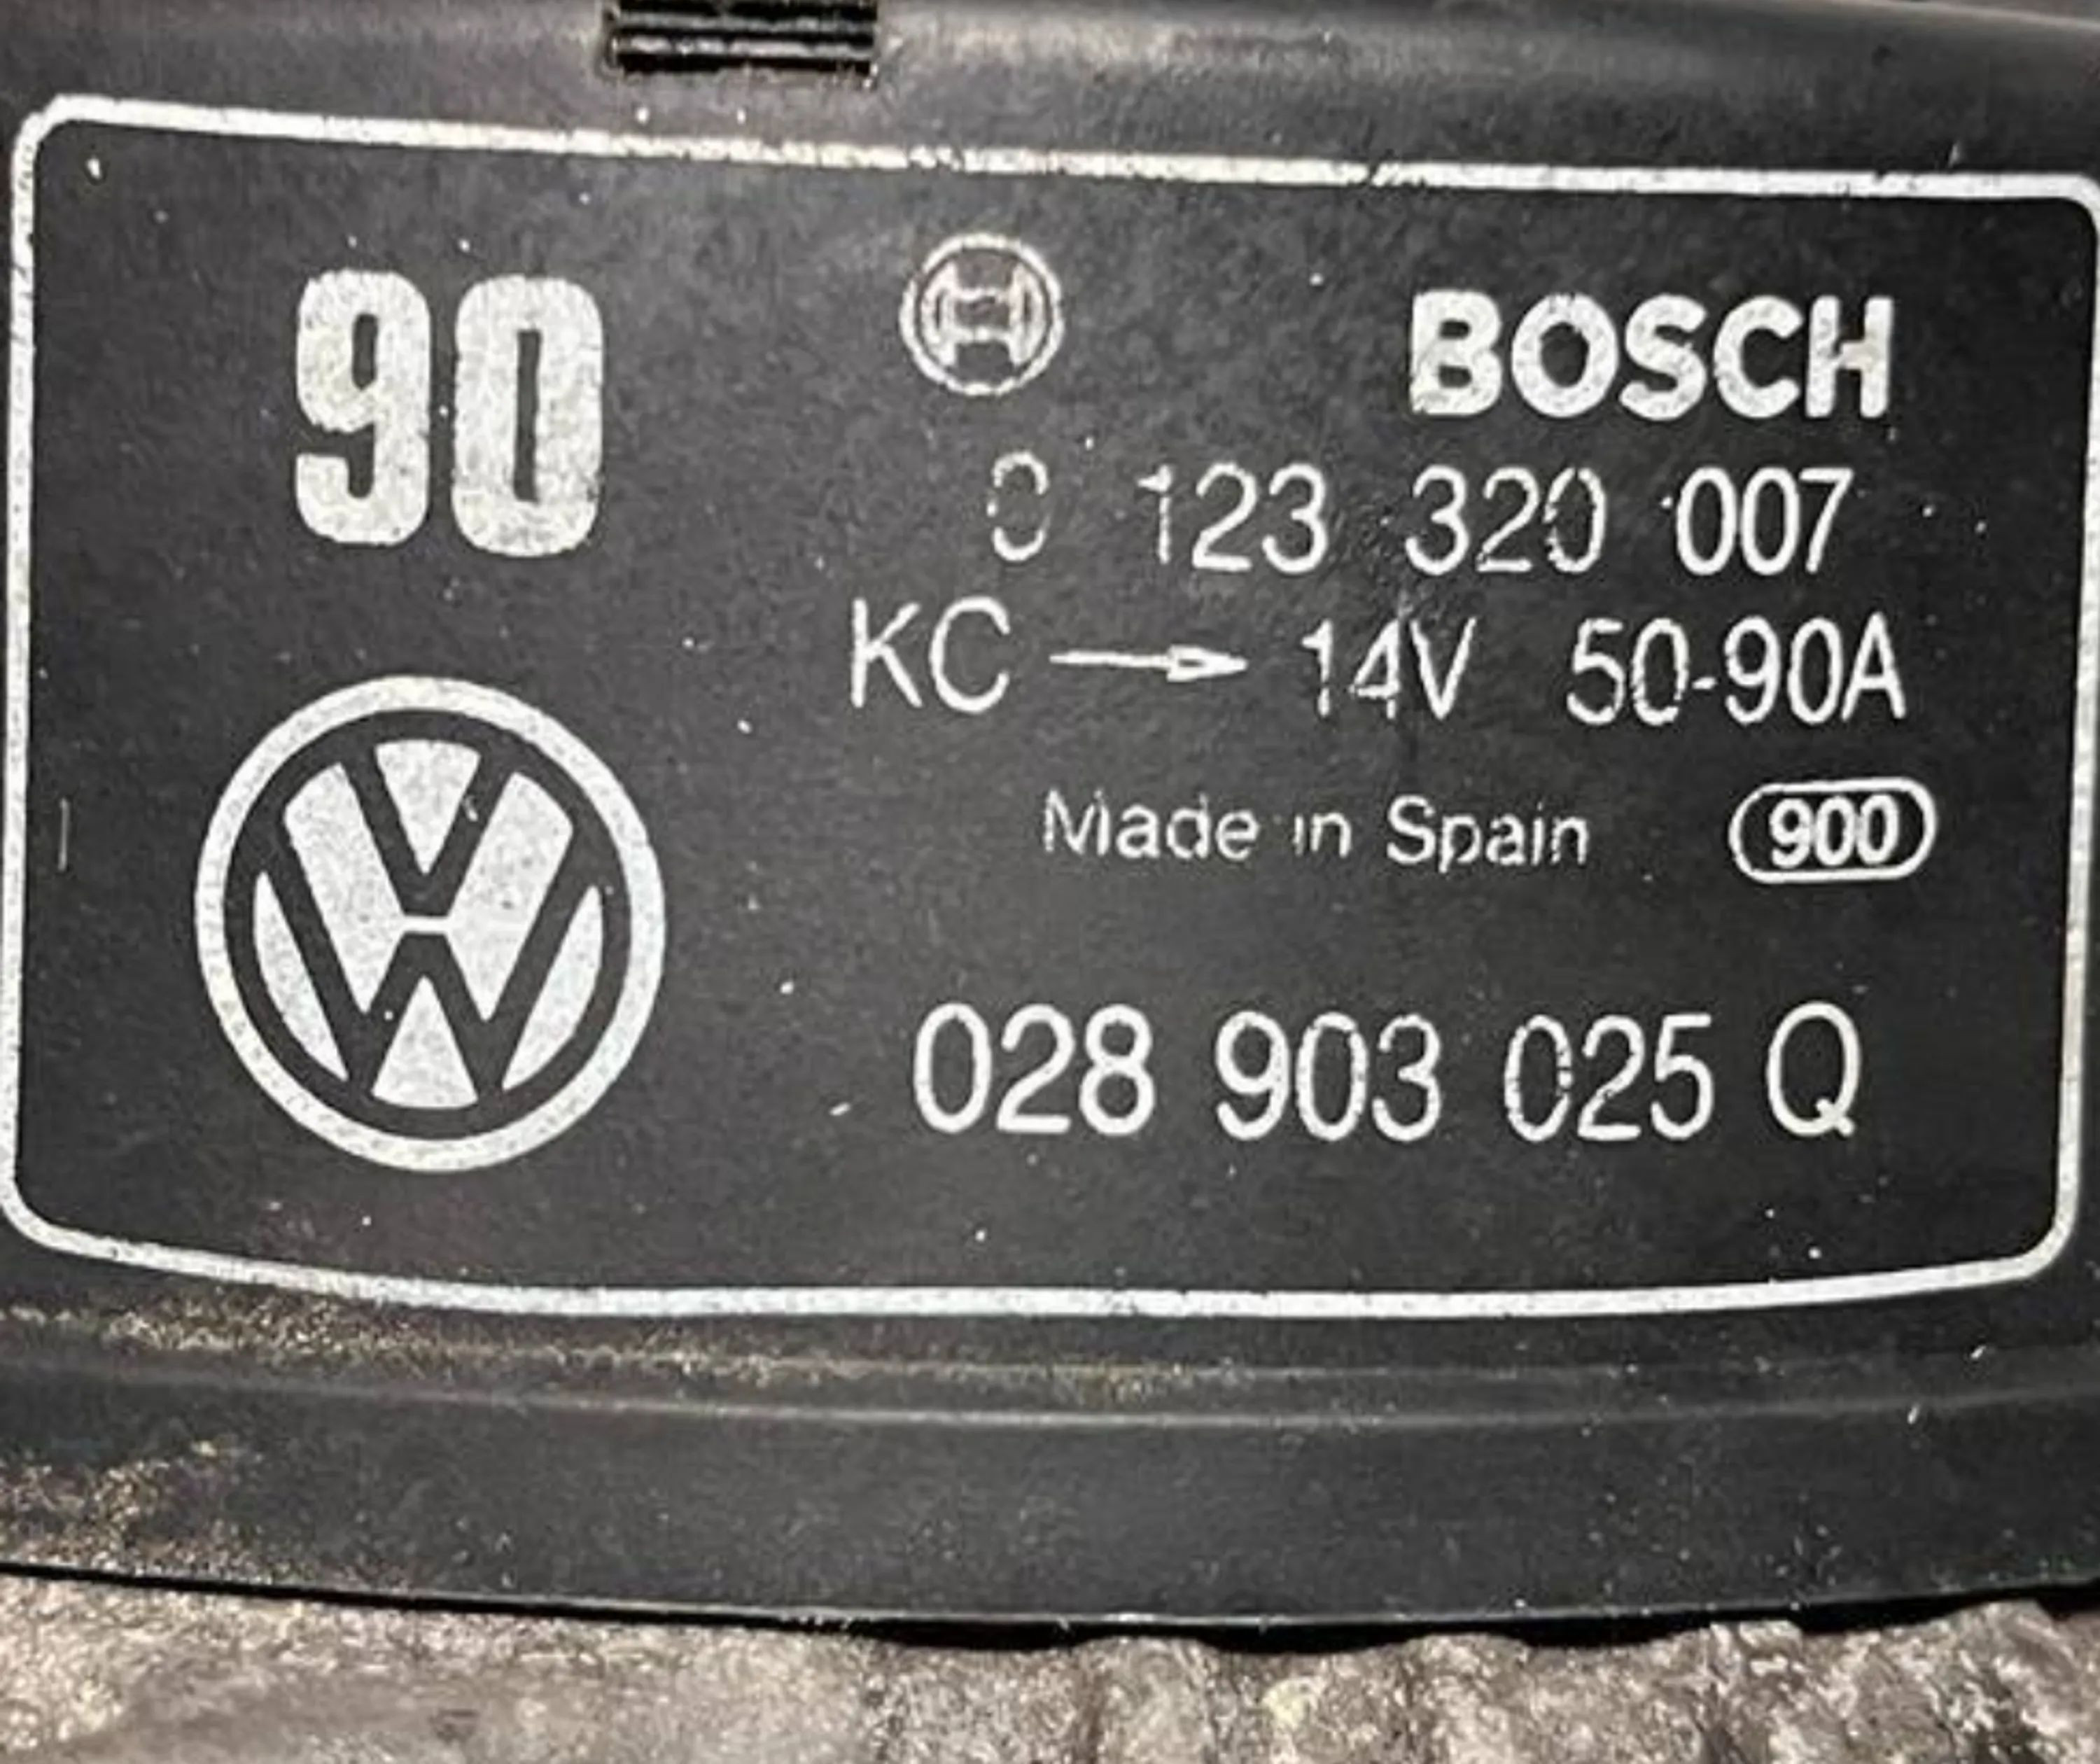 90
BOSCH
0 123 320 007
KC → 14V 50-90A
Made in Spain 900
028 903 025 Q